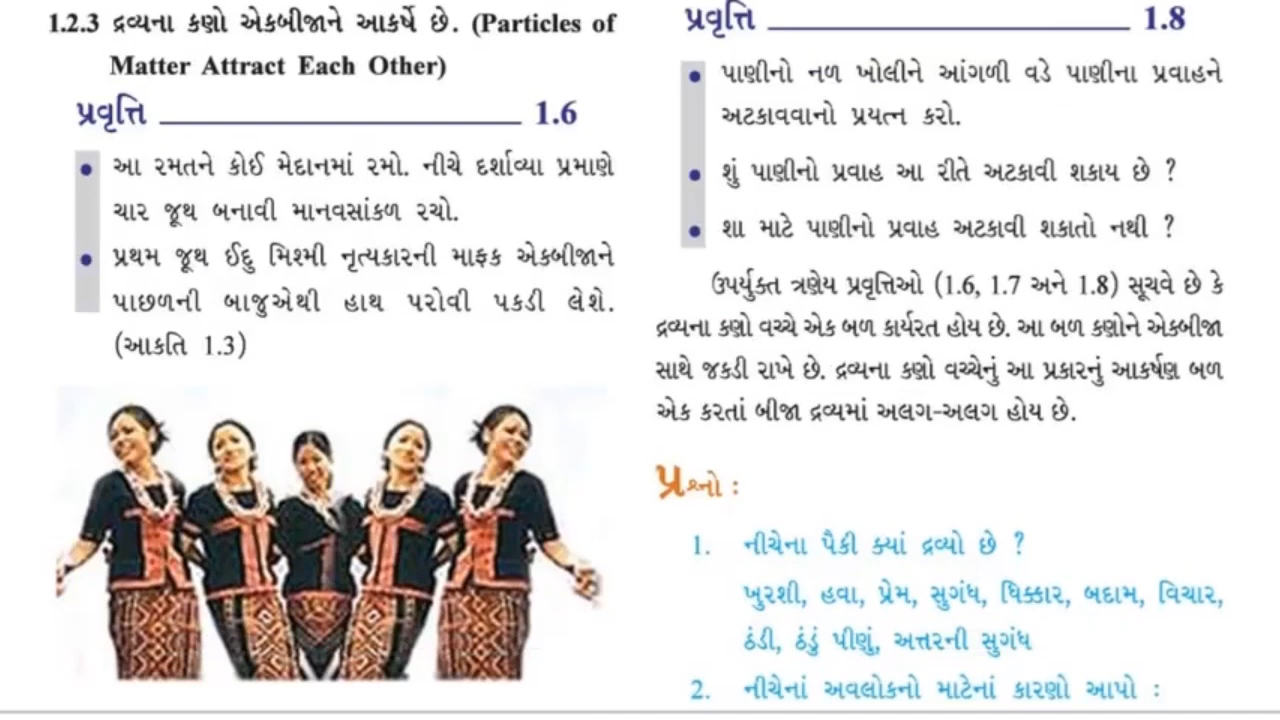 1.2.3 દ્રવ્યના કણો એકબીજાને આકર્ષે છે. (Particles of
Matter Attract Each Other)
પ્રવૃત્તિ 1.6
• આ રમતને કોઈ મેદાનમાં રમો. નીચે દર્શાવ્યા પ્રમાણે
ચાર જૂથ બનાવી માનવસાંકળ રચો.
• પ્રથમ જૂથ ઈદુ મિશ્મી નૃત્યકારની માફક એકબીજાને
પાછળની બાજુએથી હાથ પરોવી પકડી લેશે.
(આકતિ 1.3)
પ્રવૃત્તિ 1.8
• પાણીનો નળ ખોલીને આંગળી વડે પાણીના પ્રવાહને
અટકાવવાનો પ્રયત્ન કરો.
• શું પાણીનો પ્રવાહ આ રીતે અટકાવી શકાય છે ?
• શા માટે પાણીનો પ્રવાહ અટકાવી શકાતો નથી ?
ઉપર્યુક્ત ત્રણેય પ્રવૃત્તિઓ (1.6, 1.7 અને 1.8) સૂચવે છે કે
દ્રવ્યના કણો વચ્ચે એક બળ કાર્યરત હોય છે. આ બળ કણોને એકબીજા
સાથે જકડી રાખે છે. દ્રવ્યના કણો વચ્ચેનું આ પ્રકારનું આકર્ષણ બળ
એક કરતાં બીજા દ્રવ્યમાં અલગ-અલગ હોય છે.
પ્રશ્નો :
1. નીચેના પૈકી ક્યાં દ્રવ્યો છે ?
ખુરશી, હવા, પ્રેમ, સુગંધ, ધિક્કાર, બદામ, વિચાર,
ઠંડી, ઠંડું પીણું, અત્તરની સુગંધ
2. નીચેનાં અવલોકનો માટેનાં કારણો આપો :